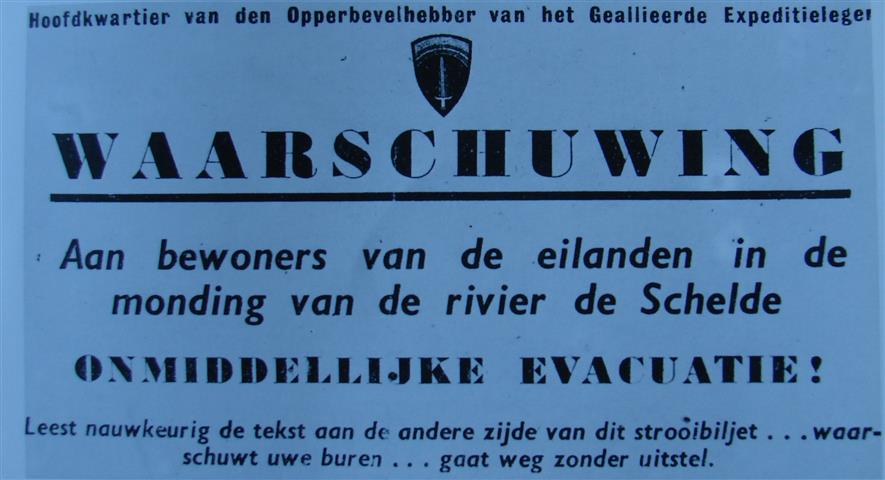 Hoofdkwartier van den Opperbevelhebber van het Geallieerde Expeditieleger
WAARSCHUWING
Aan bewoners van de eilanden in de
monding van de rivier de Schelde
ONMIDDELLIJKE EVACUATIE!
Leest nauwkeurig de tekst aan de andere zijde van dit strooibiljet . . . waar-
schuwt uwe buren . . . gaat weg zonder uitstel.